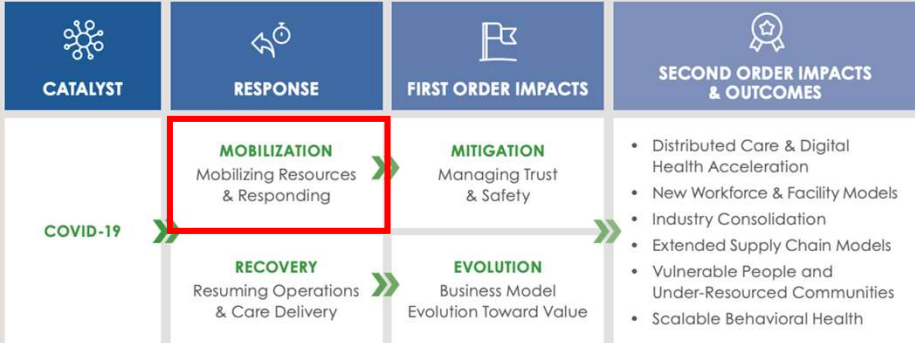 CATALYST
RESPONSE
FIRST ORDER IMPACTS
SECOND ORDER IMPACTS
& OUTCOMES
COVID-19
MOBILIZATION
Mobilizing Resources
& Responding
MITIGATION
Managing Trust
& Safety
RECOVERY
Resuming Operations
& Care Delivery
EVOLUTION
Business Model
Evolution Toward Value
• Distributed Care & Digital
Health Acceleration
• New Workforce & Facility Models
• Industry Consolidation
• Extended Supply Chain Models
• Vulnerable People and
Under-Resourced Communities
• Scalable Behavioral Health